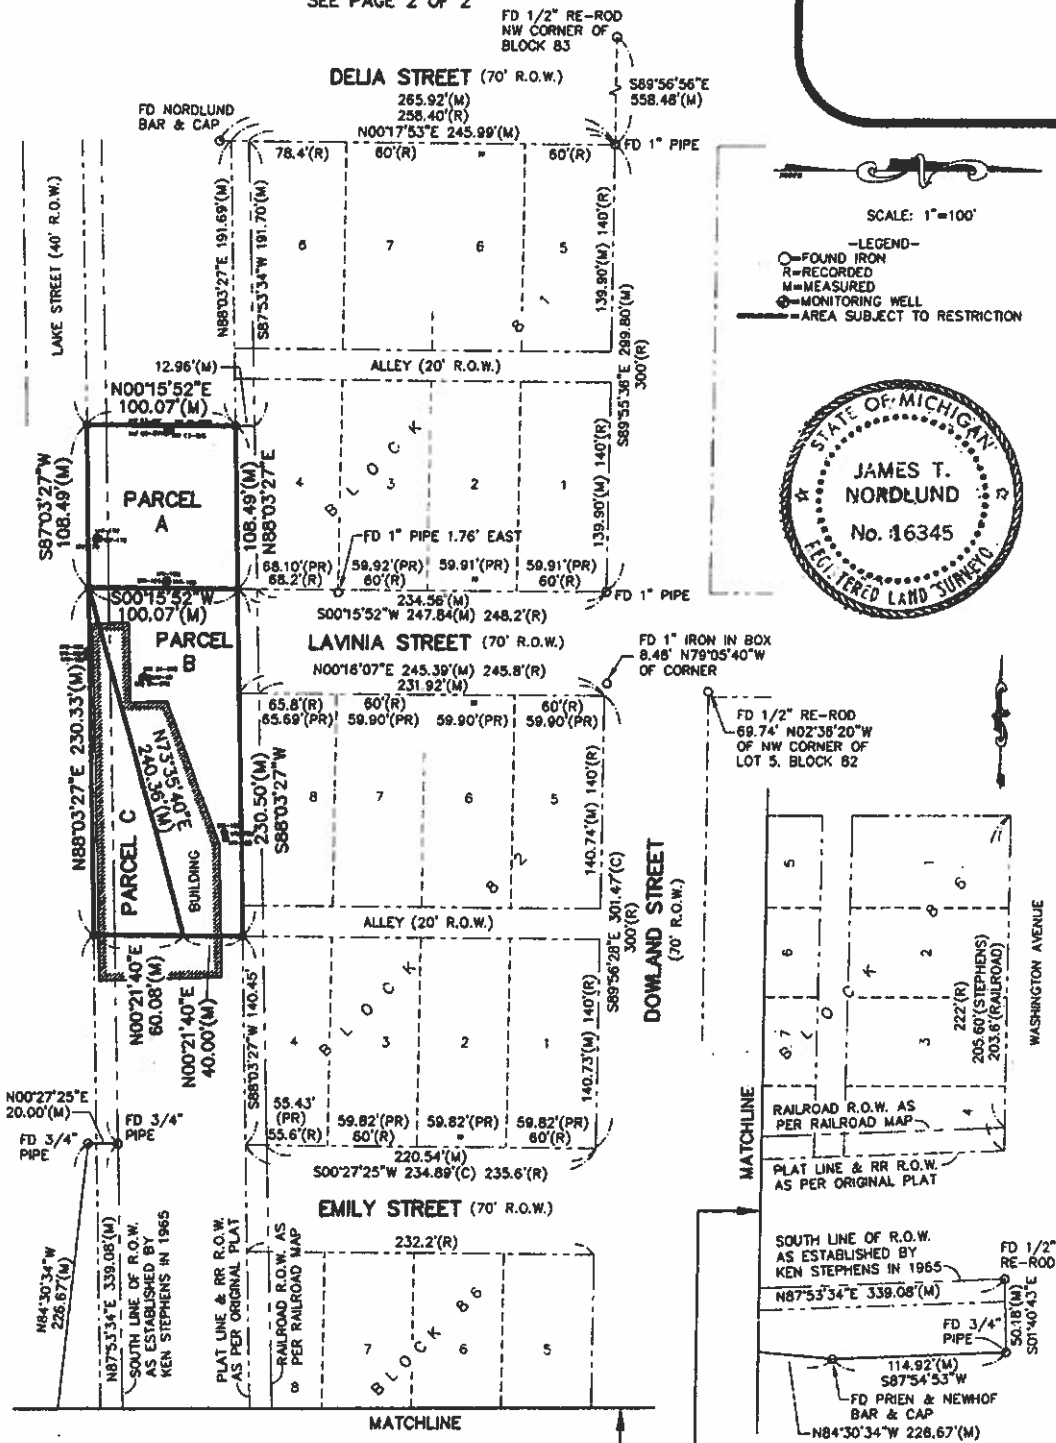 SEE PAGE 2 OF 2
FD 1/2" RE-ROD
NW CORNER OF
BLOCK 83
DELIA STREET (70' R.O.W.)
S89°56'56"E
558.48'(M)
265.92'(M)
258.40'(R)
N00°17'53"E 245.99'(M)
FD NORDLUND
BAR & CAP
FD 1" PIPE
78.4'(R)
60'(R)
"
60'(R)
LAKE STREET (40' R.O.W.)
N88°03'27"E 191.69'(M)
S87°53'34"W 191.70'(M)
6
7
6
5
139.90'(M) 140'(R)
B 1
ALLEY (20' R.O.W.)
S89°55'36"E 299.80'(M)
300'(R)
SCALE: 1"=100'
-LEGEND-
=FOUND IRON
R=RECORDED
M=MEASURED
=MONITORING WELL
=AREA SUBJECT TO RESTRICTION
STATE OF MICHIGAN
JAMES T.
NORDLUND
No. 16345
REGISTERED LAND SURVEYO
12.96'(M)
N00°15'52"E
100.07'(M)
S87°03'27"W
108.49'(M)
PARCEL
A
108.49'(M)
N88°03'27"E
BLOCK
4
3
2
1
139.90'(M) 140'(R)
FD 1" PIPE 1.76' EAST
68.10'(PR)
59.92'(PR)
59.91'(PR)
59.91'(PR)
68.2'(R)
60'(R)
"
60'(R)
234.56'(M)
FD 1" PIPE
S00°15'52"W 247.84(M) 248.2'(R)
S00°15'52"W
100.07'(M)
PARCEL
B
LAVINIA STREET (70' R.O.W.)
FD 1" IRON IN BOX
8.46' N79°05'40"W
OF CORNER
N00°16'07"E 245.39'(M) 245.8'(R)
231.92'(M)
65.8'(R)
60'(R)
"
60'(R)
65.69'(PR)
59.90'(PR)
59.90'(PR)
59.90'(PR)
FD 1/2" RE-ROD
69.74' N02°36'20"W
OF NW CORNER OF
LOT 5, BLOCK 82
N88°03'27"E 230.33'(M)
N73°35'40"E
240.36'(M)
230.50'(M)
S88°03'27"W
PARCEL C
BUILDING
8
7
6
5
140.74'(M) 140'(R)
B 2
ALLEY (20' R.O.W.)
S89°56'28"E 301.47'(C)
300'(R)
DOWLAND STREET
(70' R.O.W.)
N00°21'40"E
60.08'(M)
N00°21'40"E
40.00'(M)
S88°03'27"W 140.45'
BLOCK
4
3
2
1
140.73'(M) 140'(R)
55.43'
(PR)
59.82'(PR)
59.82'(PR)
59.82'(PR)
55.6'(R)
60'(R)
"
60'(R)
220.54'(M)
S00°27'25"W 234.89'(C) 235.6'(R)
N00°27'25"E
20.00'(M)
FD 3/4"
PIPE
FD 3/4"
PIPE
EMILY STREET (70' R.O.W.)
232.2'(R)
N84°30'34"W
226.67'(M)
N87°53'34"E 339.08'(M)
SOUTH LINE OF R.O.W.
AS ESTABLISHED BY
KEN STEPHENS IN 1965
PLAT LINE & RR R.O.W.
AS PER ORIGINAL PLAT
RAILROAD R.O.W. AS
PER RAILROAD MAP
8
7
6
5
BLOCK 86
MATCHLINE
5
6
7
1
2
3
4
BLOCK 6
222'(R)
205.60'(STEPHENS)
203.6'(RAILROAD)
WASHINGTON AVENUE
MATCHLINE
RAILROAD R.O.W. AS
PER RAILROAD MAP
PLAT LINE & RR R.O.W.
AS PER ORIGINAL PLAT
SOUTH LINE OF R.O.W.
AS ESTABLISHED BY
KEN STEPHENS IN 1965
N87°53'34"E 339.08'(M)
FD 1/2"
RE-ROD
50.18'(M)
S01°40'43"E
FD 3/4"
PIPE
114.92'(M)
S87°54'53"W
FD PRIEN & NEWHOF
BAR & CAP
N84°30'34"W 226.67'(M)